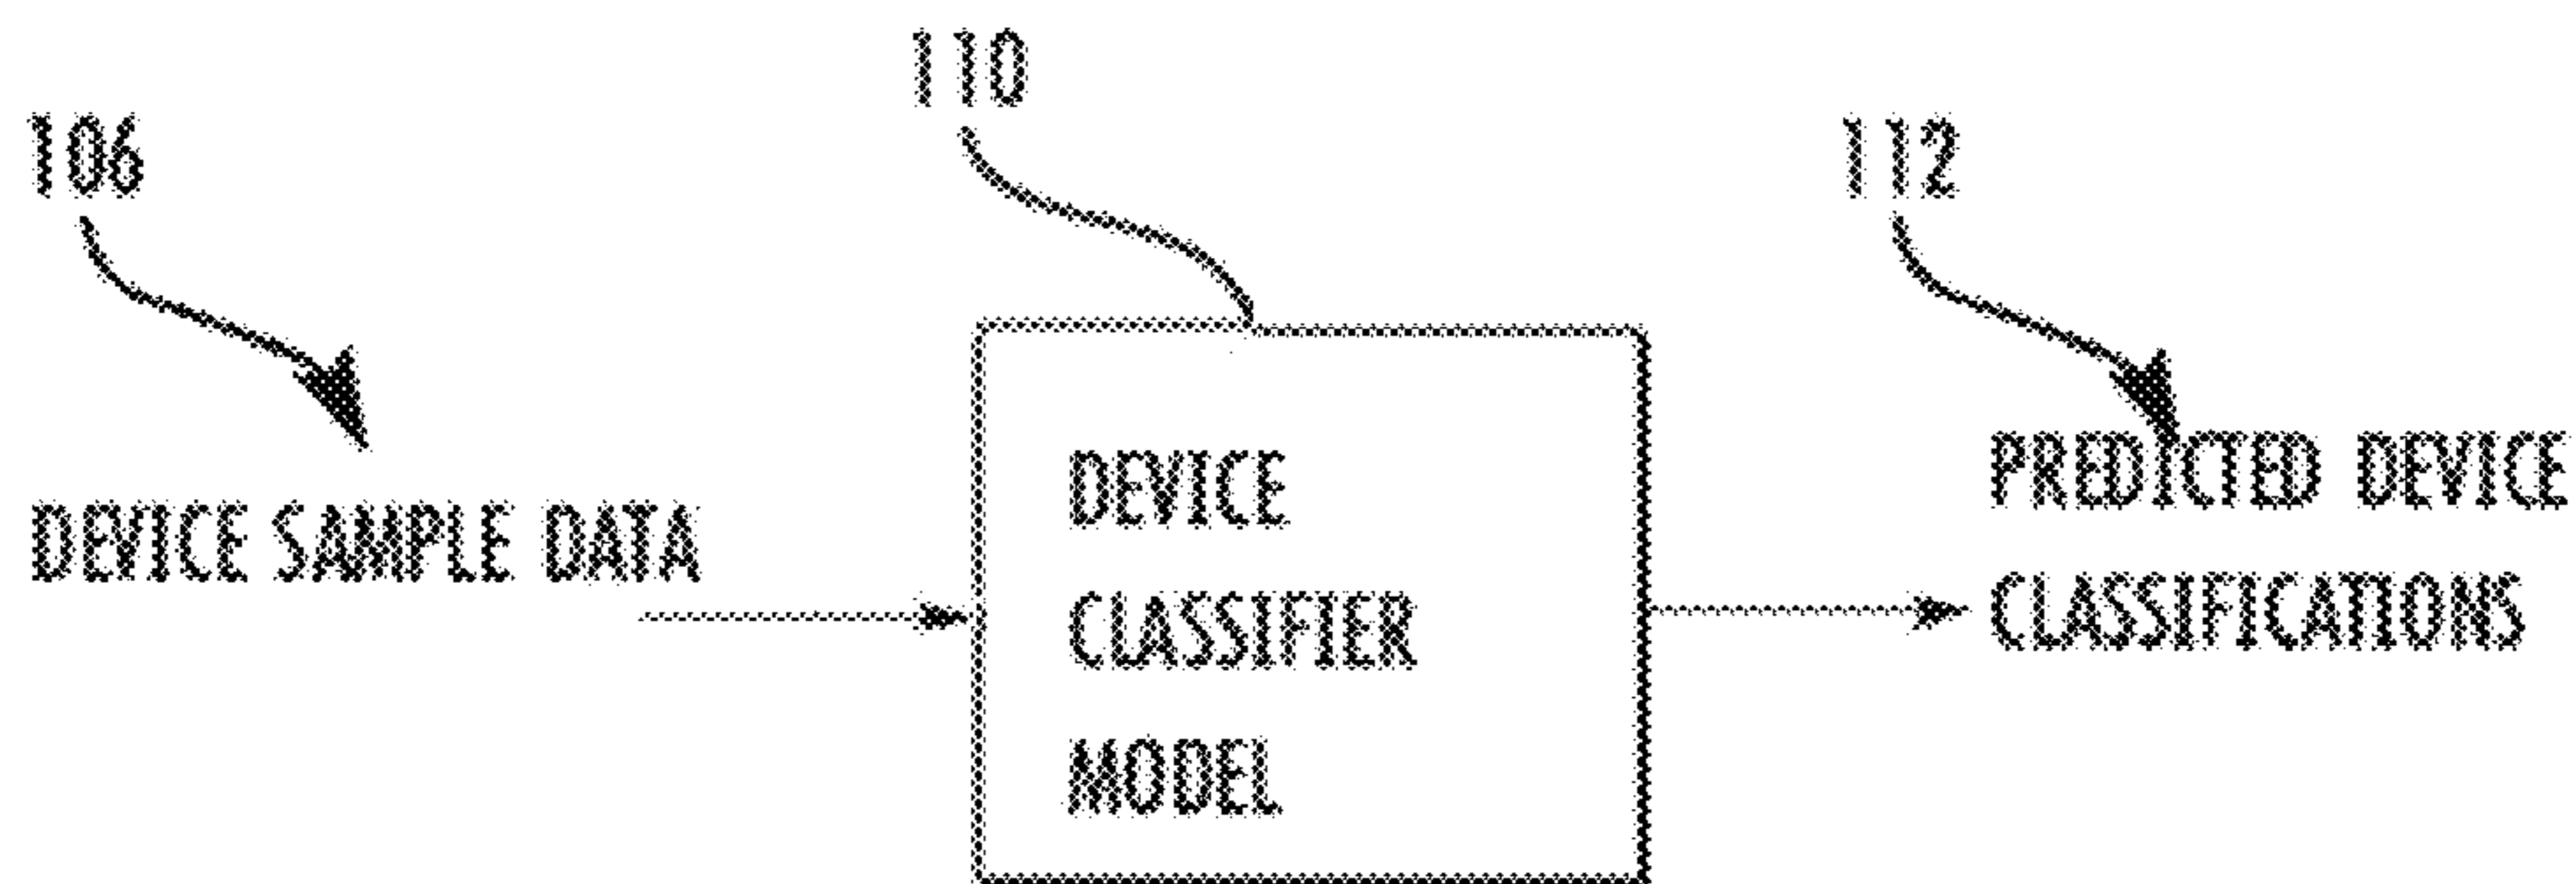 110
106
112
DEVICE SAMPLE DATA
DEVICE
CLASSIFIER
MODEL
PREDICTED DEVICE
CLASSIFICATIONS